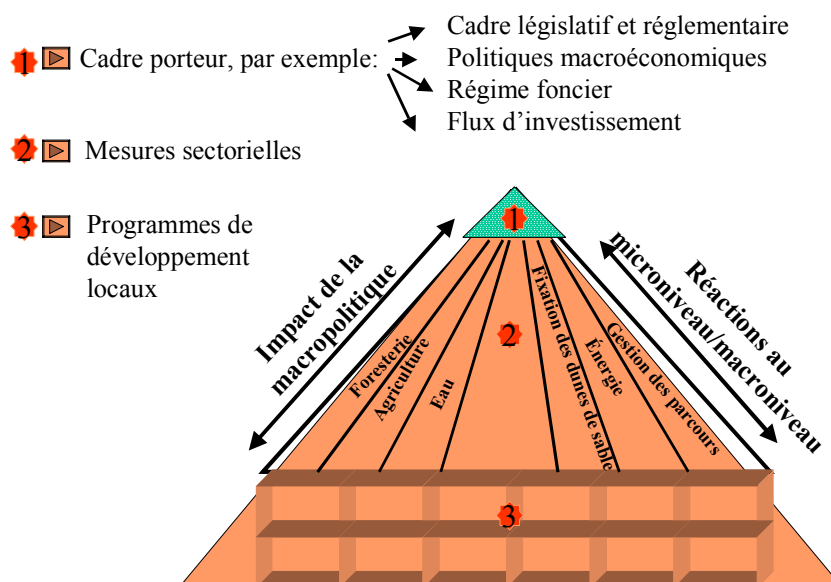 1 Cadre porteur, par exemple:
Cadre législatif et réglementaire
Politiques macroéconomiques
Régime foncier
Flux d’investissement
2 Mesures sectorielles
3 Programmes de
développement
locaux
1
Impact de la
macropolitique
Réactions au
microniveau/macroniveau
2
Foresterie
Agriculture
Eau
Fixation des dunes de sable
Énergie
Gestion des parcours
3